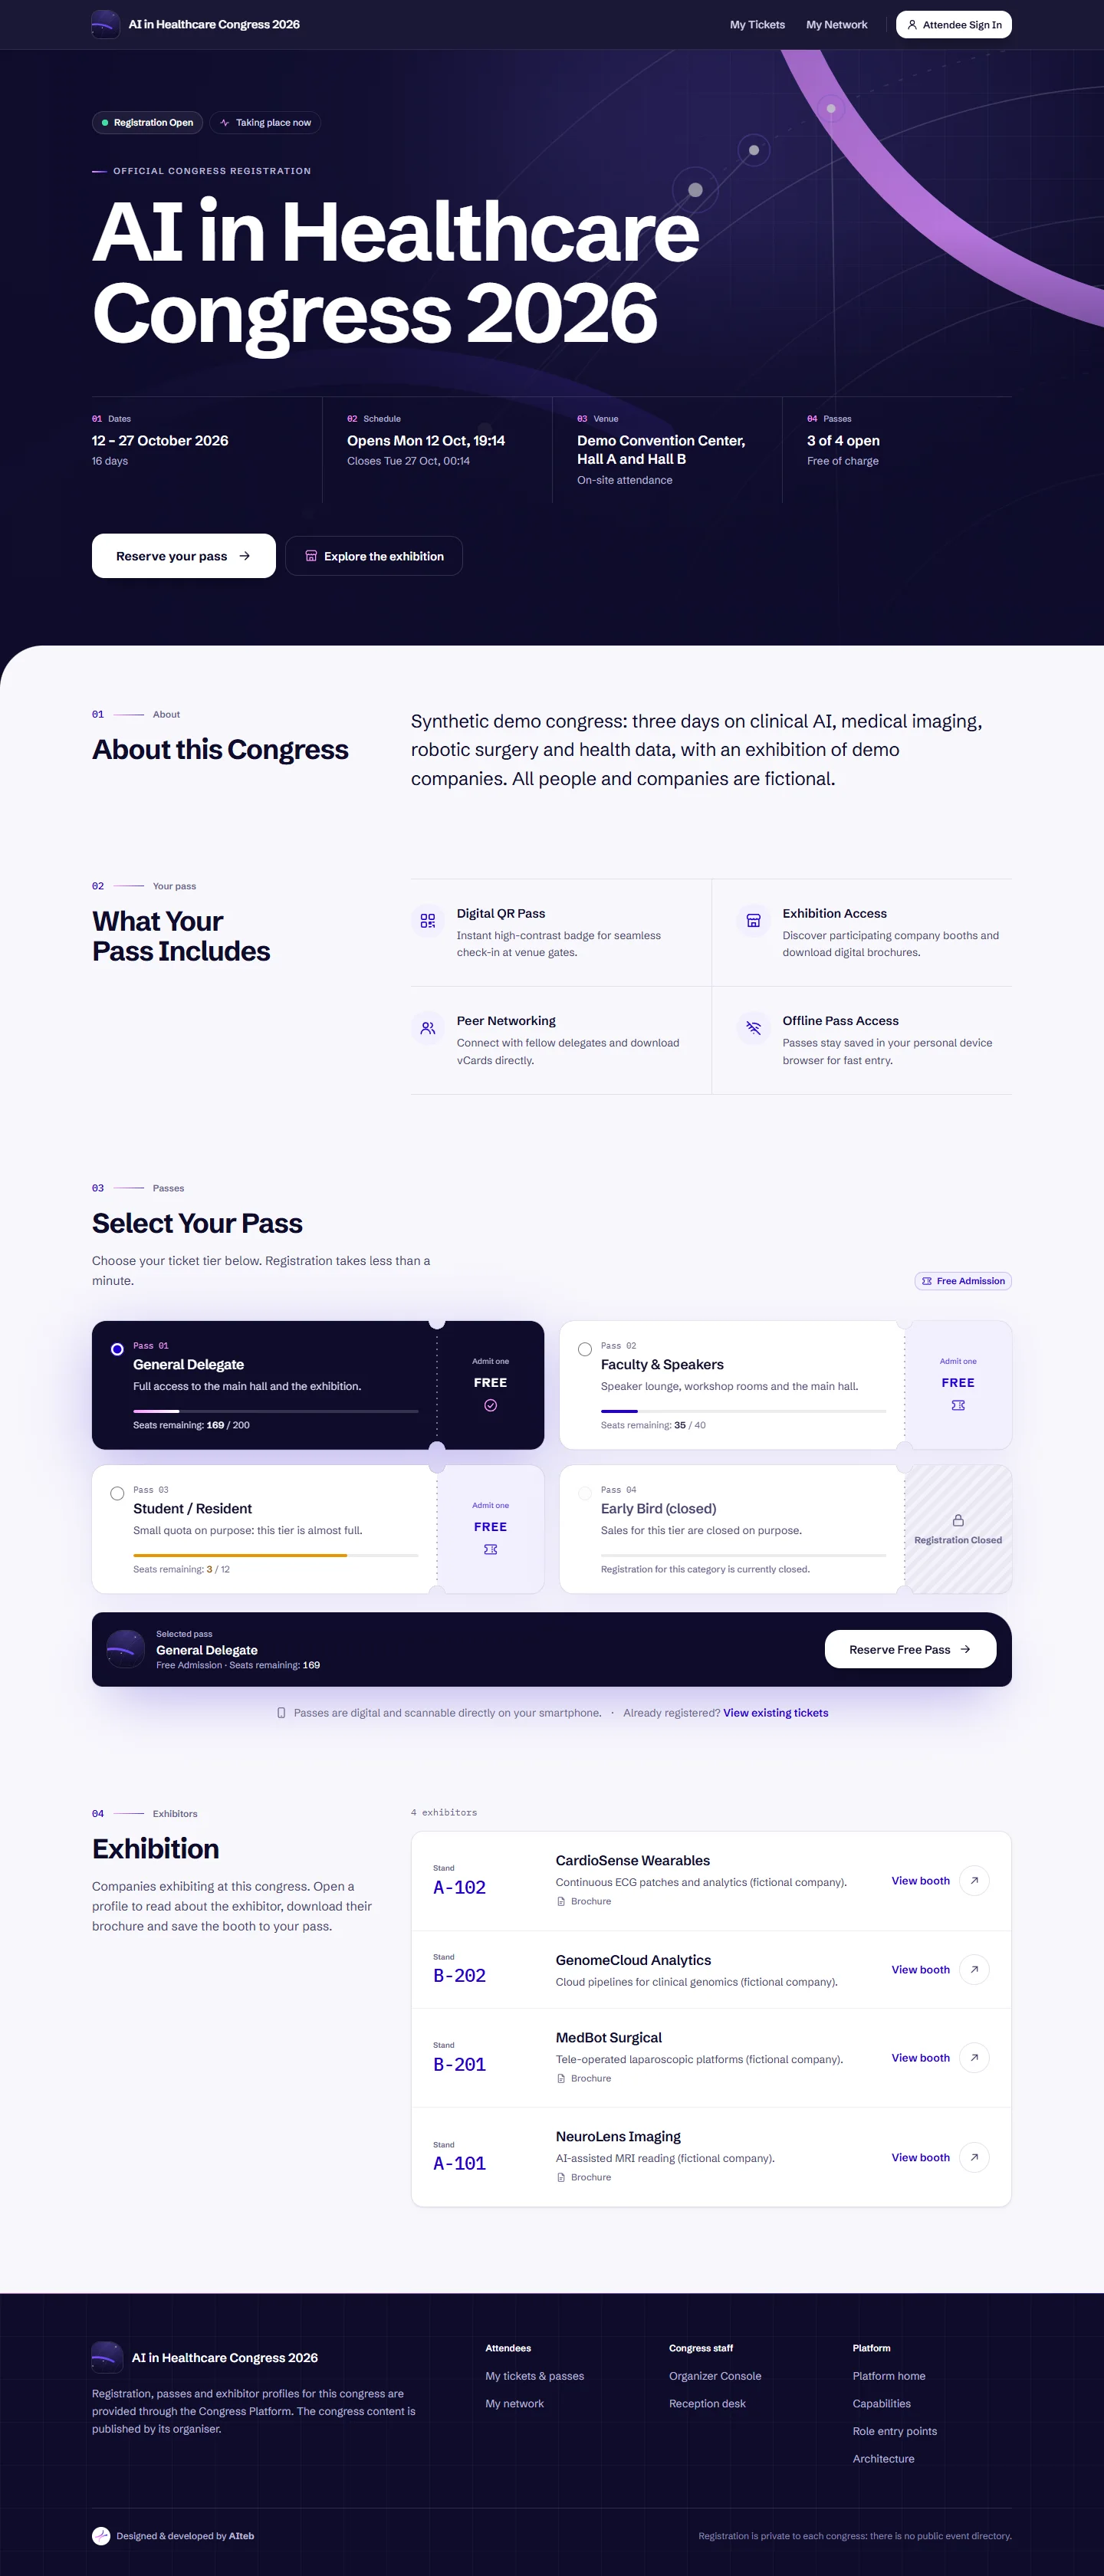 AI in Healthcare Congress 2026
My Tickets
My Network
Attendee Sign In
Registration Open
Taking place now
OFFICIAL CONGRESS REGISTRATION
AI in Healthcare
Congress 2026
01 Dates
12 – 27 October 2026
16 days
02 Schedule
Opens Mon 12 Oct, 19:14
Closes Tue 27 Oct, 00:14
03 Venue
Demo Convention Center,
Hall A and Hall B
On-site attendance
04 Passes
3 of 4 open
Free of charge
Reserve your pass
Explore the exhibition
01 About
About this Congress
Synthetic demo congress: three days on clinical AI, medical imaging,
robotic surgery and health data, with an exhibition of demo
companies. All people and companies are fictional.
02 Your pass
What Your
Pass Includes
Digital QR Pass
Instant high-contrast badge for seamless
check-in at venue gates.
Exhibition Access
Discover participating company booths and
download digital brochures.
Peer Networking
Connect with fellow delegates and download
vCards directly.
Offline Pass Access
Passes stay saved in your personal device
browser for fast entry.
03 Passes
Select Your Pass
Choose your ticket tier below. Registration takes less than a
minute.
Free Admission
Pass 01
General Delegate
Full access to the main hall and the exhibition.
Seats remaining: 169 / 200
Admit one
FREE
Pass 02
Faculty & Speakers
Speaker lounge, workshop rooms and the main hall.
Seats remaining: 35 / 40
Admit one
FREE
Pass 03
Student / Resident
Small quota on purpose: this tier is almost full.
Seats remaining: 3 / 12
Admit one
FREE
Pass 04
Early Bird (closed)
Sales for this tier are closed on purpose.
Registration for this category is currently closed.
Registration Closed
Selected pass
General Delegate
Free Admission · Seats remaining: 169
Reserve Free Pass
Passes are digital and scannable directly on your smartphone. · Already registered? View existing tickets
04 Exhibitors
Exhibition
Companies exhibiting at this congress. Open a
profile to read about the exhibitor, download their
brochure and save the booth to your pass.
4 exhibitors
Stand
A-102
CardioSense Wearables
Continuous ECG patches and analytics (fictional company).
Brochure
View booth
Stand
B-202
GenomeCloud Analytics
Cloud pipelines for clinical genomics (fictional company).
View booth
Stand
B-201
MedBot Surgical
Tele-operated laparoscopic platforms (fictional company).
Brochure
View booth
Stand
A-101
NeuroLens Imaging
AI-assisted MRI reading (fictional company).
Brochure
View booth
AI in Healthcare Congress 2026
Registration, passes and exhibitor profiles for this congress are
provided through the Congress Platform. The congress content is
published by its organiser.
Attendees
My tickets & passes
My network
Congress staff
Organizer Console
Reception desk
Platform
Platform home
Capabilities
Role entry points
Architecture
Designed & developed by AIteb
Registration is private to each congress: there is no public event directory.